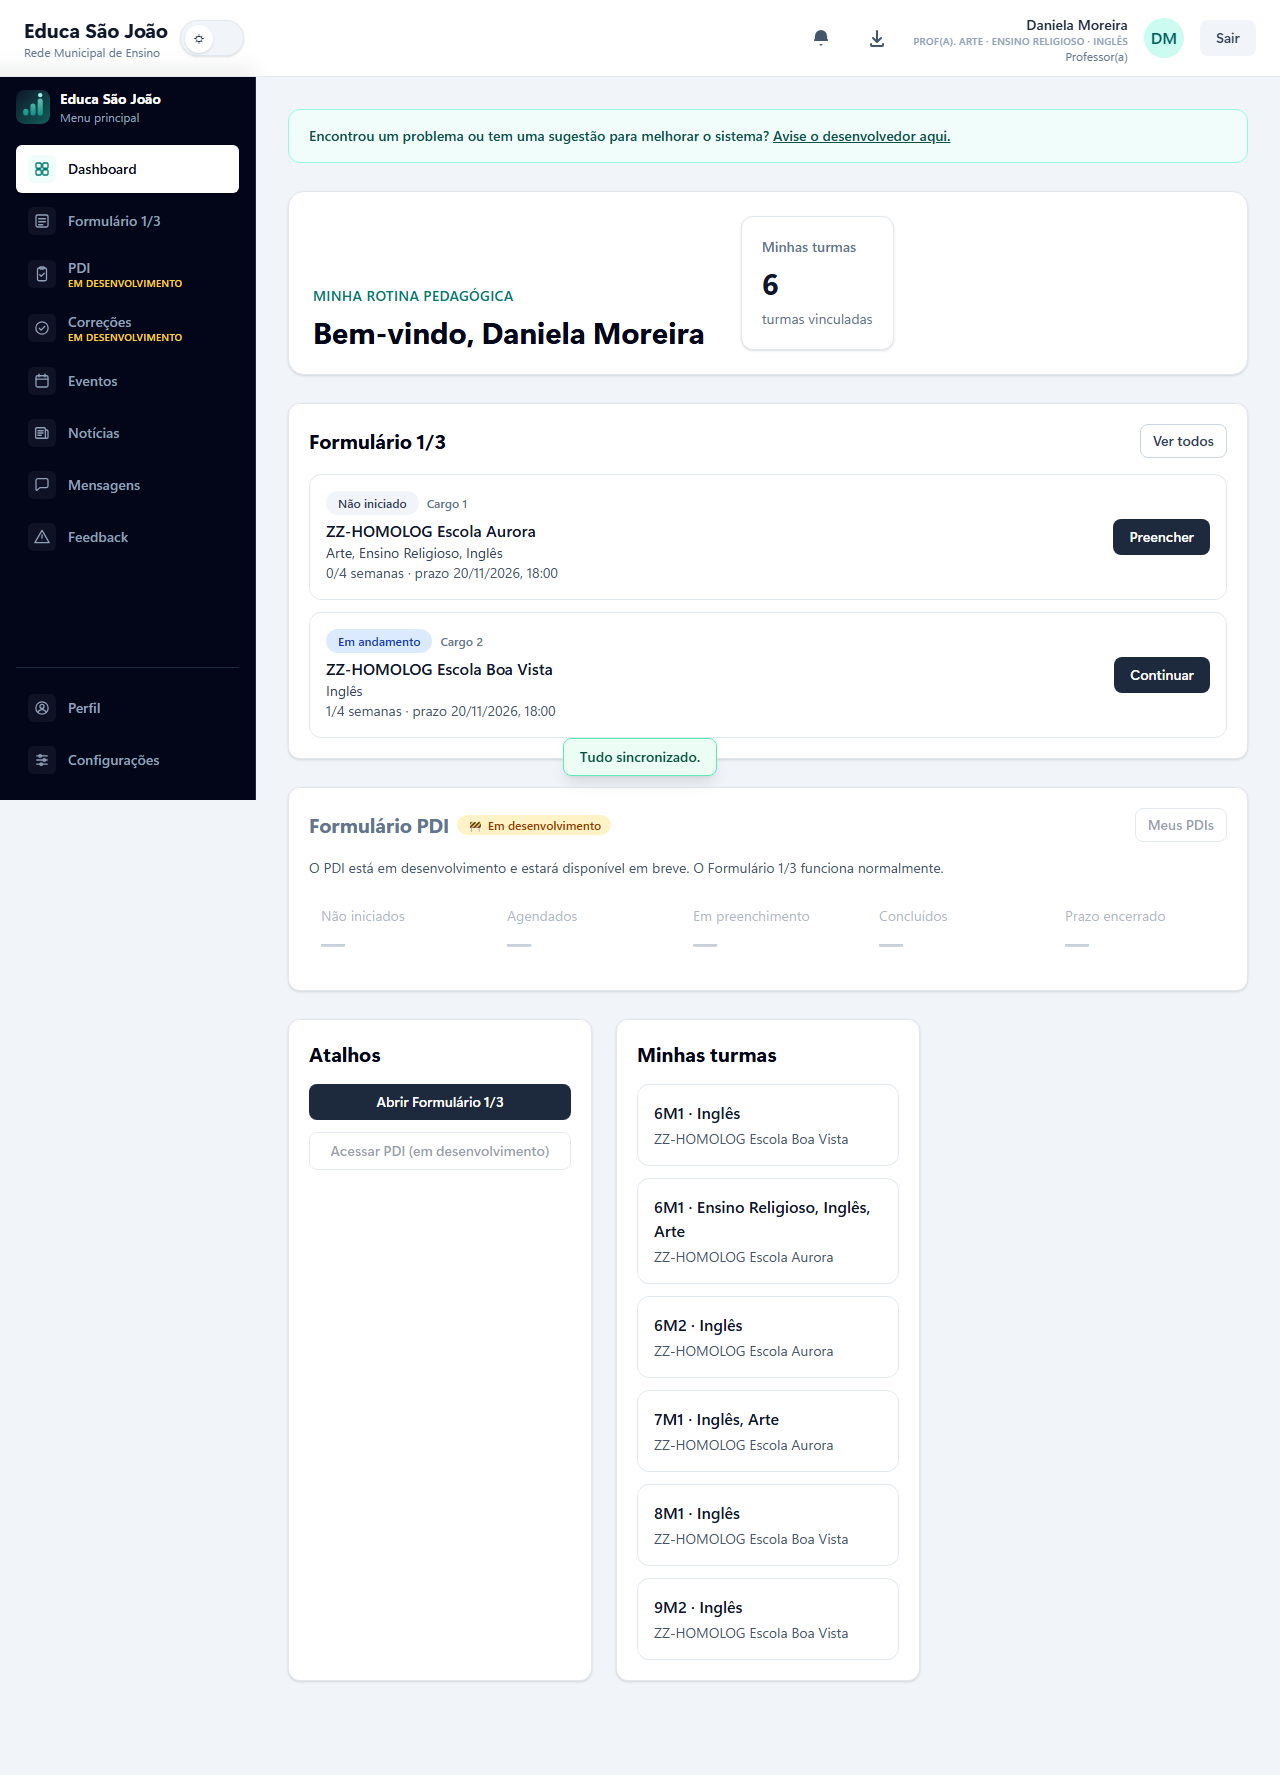 Educa São João
Rede Municipal de Ensino
Daniela Moreira
PROF(A). ARTE · ENSINO RELIGIOSO · INGLÊS
Professor(a)
DM
Sair
Educa São João
Menu principal
Dashboard
Formulário 1/3
PDI
EM DESENVOLVIMENTO
Correções
EM DESENVOLVIMENTO
Eventos
Notícias
Mensagens
Feedback
Perfil
Configurações
Encontrou um problema ou tem uma sugestão para melhorar o sistema? Avise o desenvolvedor aqui.
MINHA ROTINA PEDAGÓGICA
Bem-vindo, Daniela Moreira
Minhas turmas
6
turmas vinculadas
Formulário 1/3
Ver todos
Não iniciado Cargo 1
ZZ-HOMOLOG Escola Aurora
Arte, Ensino Religioso, Inglês
0/4 semanas · prazo 20/11/2026, 18:00
Preencher
Em andamento Cargo 2
ZZ-HOMOLOG Escola Boa Vista
Inglês
1/4 semanas · prazo 20/11/2026, 18:00
Continuar
Tudo sincronizado.
Formulário PDI
Em desenvolvimento
Meus PDIs
O PDI está em desenvolvimento e estará disponível em breve. O Formulário 1/3 funciona normalmente.
Não iniciados
—
Agendados
—
Em preenchimento
—
Concluídos
—
Prazo encerrado
—
Atalhos
Abrir Formulário 1/3
Acessar PDI (em desenvolvimento)
Minhas turmas
6M1 · Inglês
ZZ-HOMOLOG Escola Boa Vista
6M1 · Ensino Religioso, Inglês,
Arte
ZZ-HOMOLOG Escola Aurora
6M2 · Inglês
ZZ-HOMOLOG Escola Aurora
7M1 · Inglês, Arte
ZZ-HOMOLOG Escola Aurora
8M1 · Inglês
ZZ-HOMOLOG Escola Boa Vista
9M2 · Inglês
ZZ-HOMOLOG Escola Boa Vista